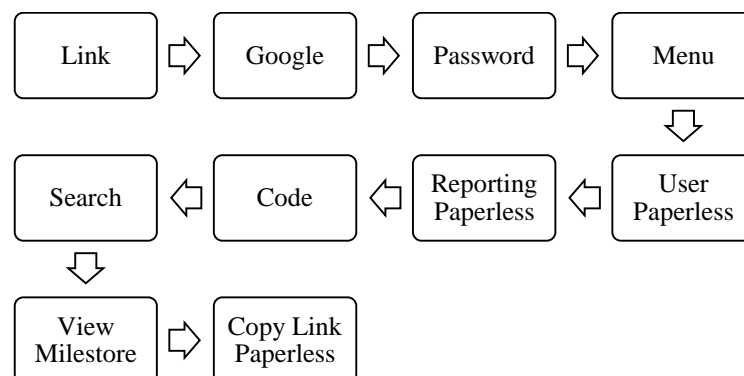 Link
Google
Password
Menu
User
Paperless
Reporting
Paperless
Code
Search
View
Milestore
Copy Link
Paperless